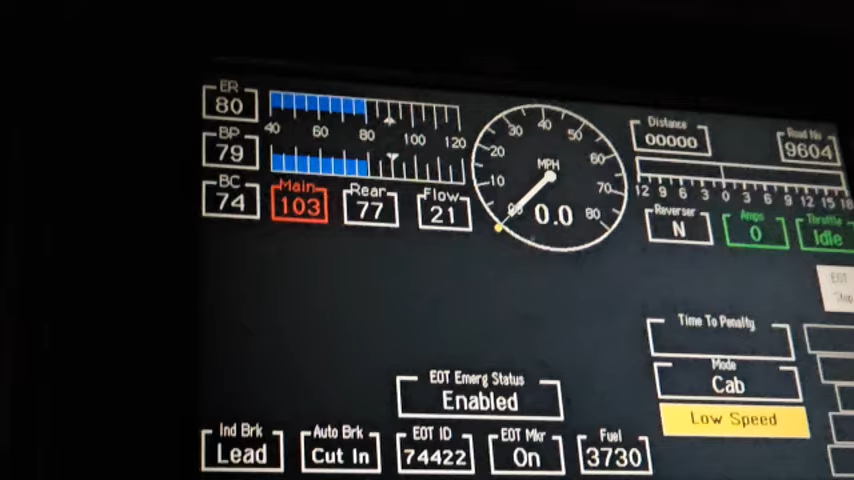 ER
80
40 60 80 100 120
BP
79
BC
74
Main
103
Rear
77
Flow
21
10 20 30 40 50 60 70 80
MPH
0.0
Distance
00000
Road No
9604
12 9 6 3 0 3 6 9 12 15 18
Reverser
N
Amps
0
Throttle
Idle
EOT
Stop
Time To Penalty
Mode
Cab
Low Speed
EOT Emerg Status
Enabled
Ind Brk
Lead
Auto Brk
Cut In
EOT ID
74422
EOT Mkr
On
Fuel
3730